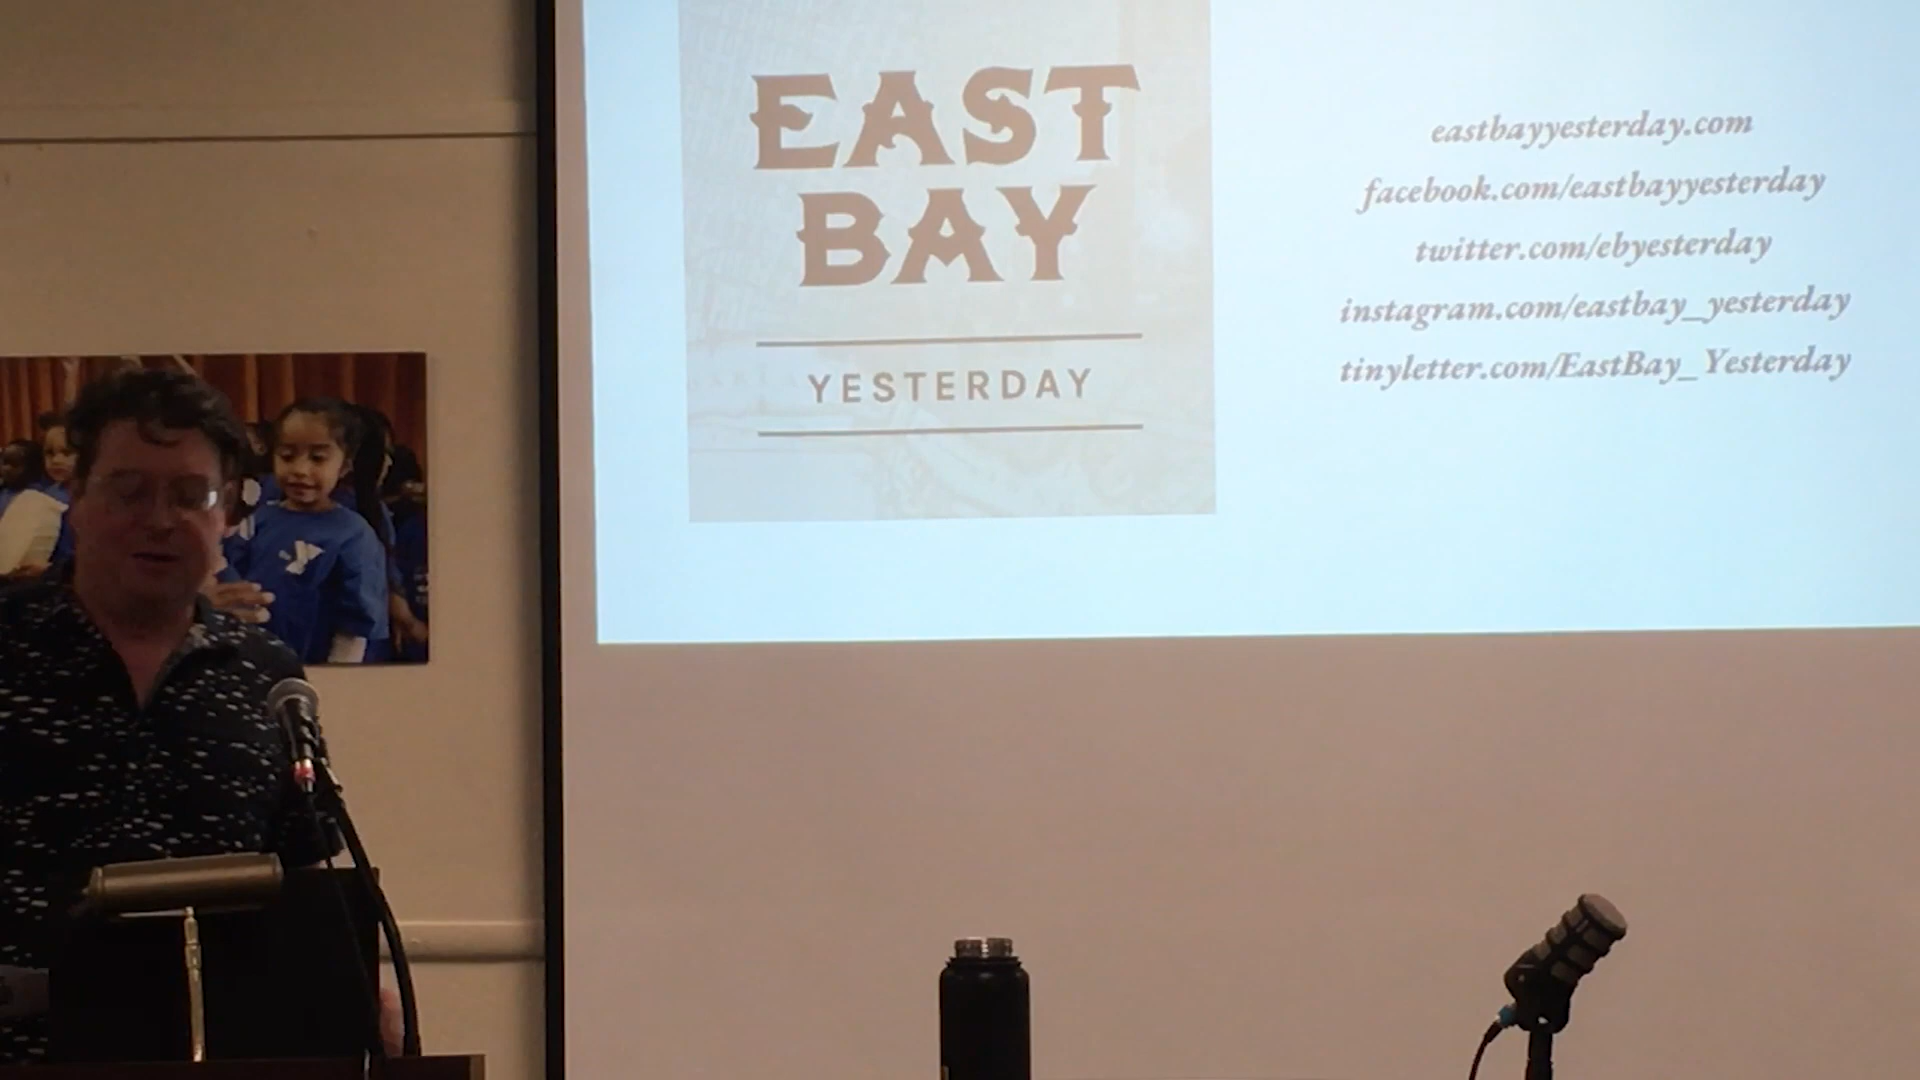 EAST
BAY
YESTERDAY
eastbayyesterday.com
facebook.com/eastbayyesterday
twitter.com/ebyesterday
instagram.com/eastbay_yesterday
tinyletter.com/EastBay_Yesterday